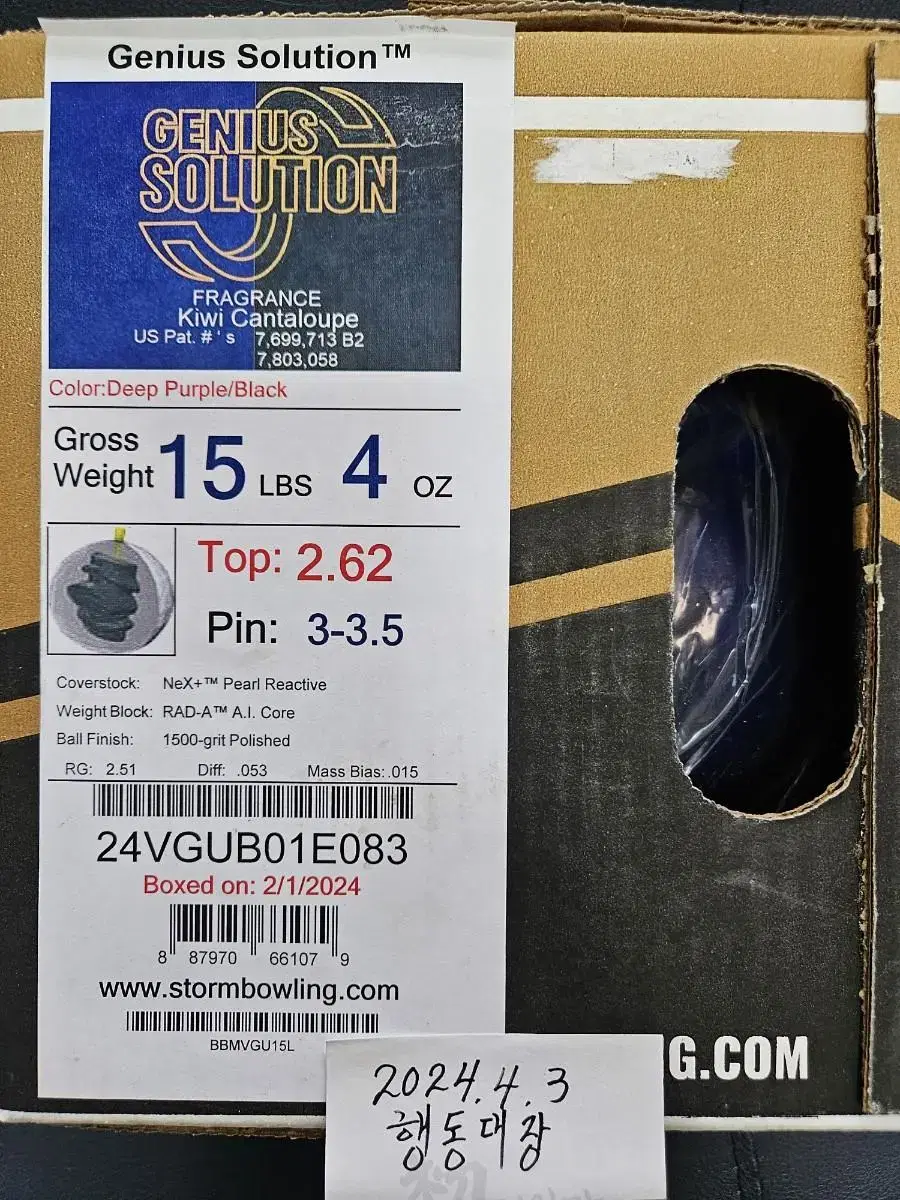 Genius Solution™
GENIUS
SOLUTION
FRAGRANCE
Kiwi Cantaloupe
US Pat. # ' s 7,699,713 B2
7,803,058
Color:Deep Purple/Black
Gross
Weight 15 LBS 4 OZ
Top: 2.62
Pin: 3-3.5
Coverstock: NeX+™ Pearl Reactive
Weight Block: RAD-A™ A.I. Core
Ball Finish: 1500-grit Polished
RG: 2.51 Diff: .053 Mass Bias:.015
24VGUB01E083
Boxed on: 2/1/2024
8 87970 66107 9
www.stormbowling.com
BBMVGU15L
G.COM
2024.4.3
행동대장